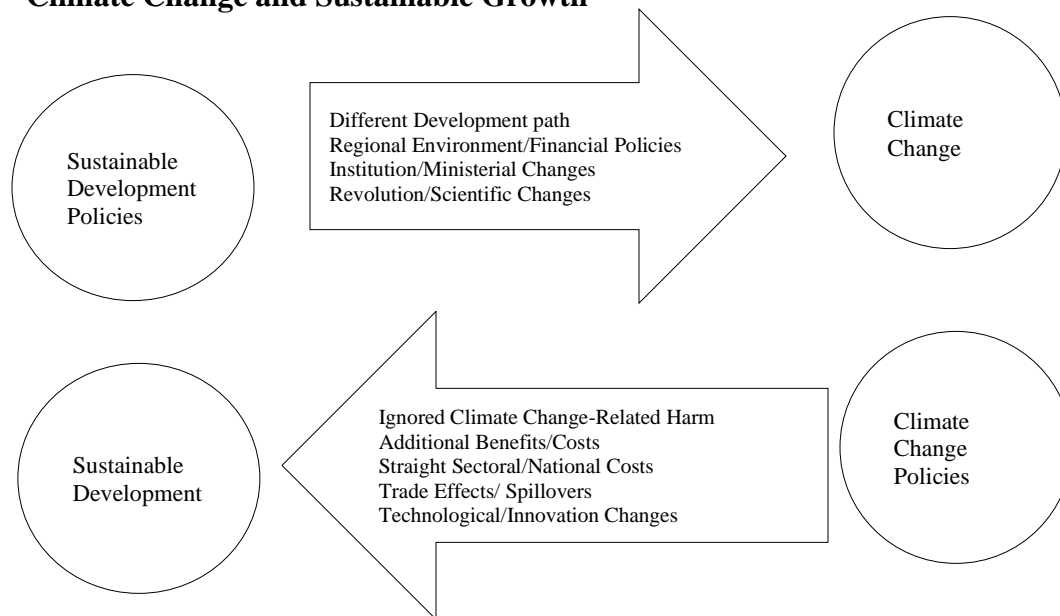 Climate Change and Sustainable Growth
Sustainable
Development
Policies
Different Development path
Regional Environment/Financial Policies
Institution/Ministerial Changes
Revolution/Scientific Changes
Climate
Change
Sustainable
Development
Ignored Climate Change-Related Harm
Additional Benefits/Costs
Straight Sectoral/National Costs
Trade Effects/ Spillovers
Technological/Innovation Changes
Climate
Change
Policies